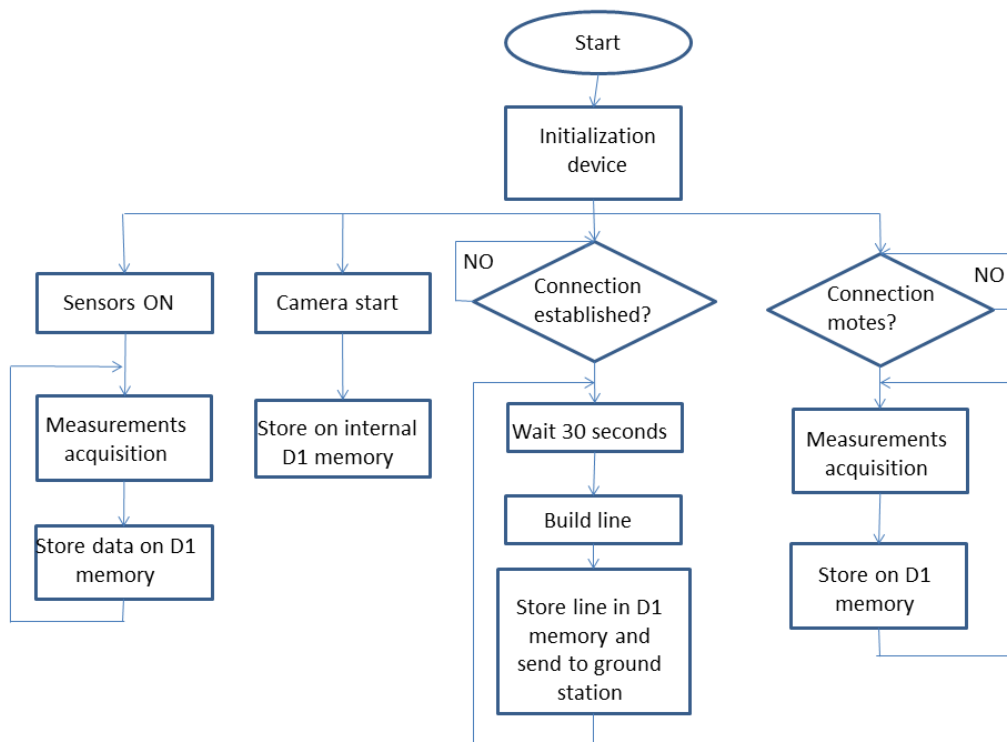 Start
Initialization
device
Sensors ON
Measurements
acquisition
Store data on D1
memory
Camera start
Store on internal
D1 memory
NO
Connection
established?
Wait 30 seconds
Build line
Store line in D1
memory and
send to ground
station
NO
Connection
motes?
Measurements
acquisition
Store on D1
memory